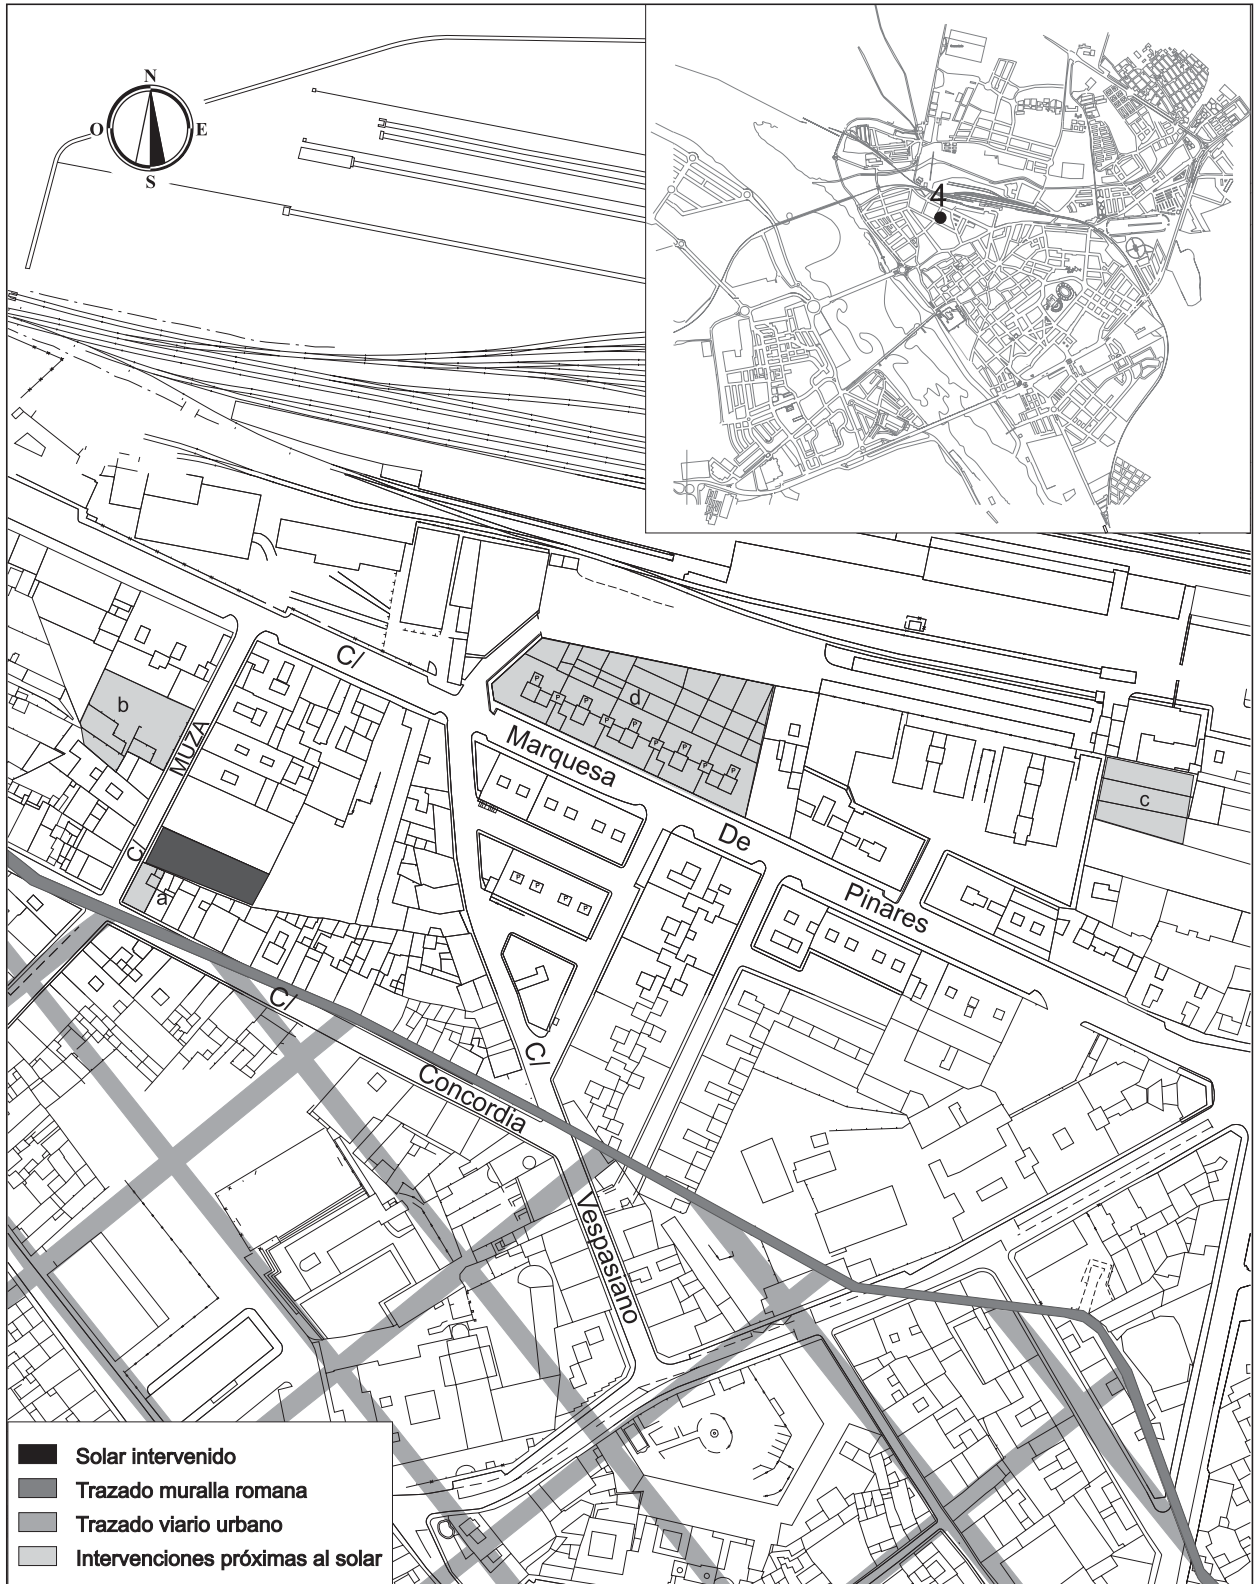 N
O
E
S
4
C/
Marquesa
De
Pinares
b
d
c
a
C/ MUZA
C/
Concordia
C/
Vespasiano
Solar intervenido
Trazado muralla romana
Trazado viario urbano
Intervenciones próximas al solar